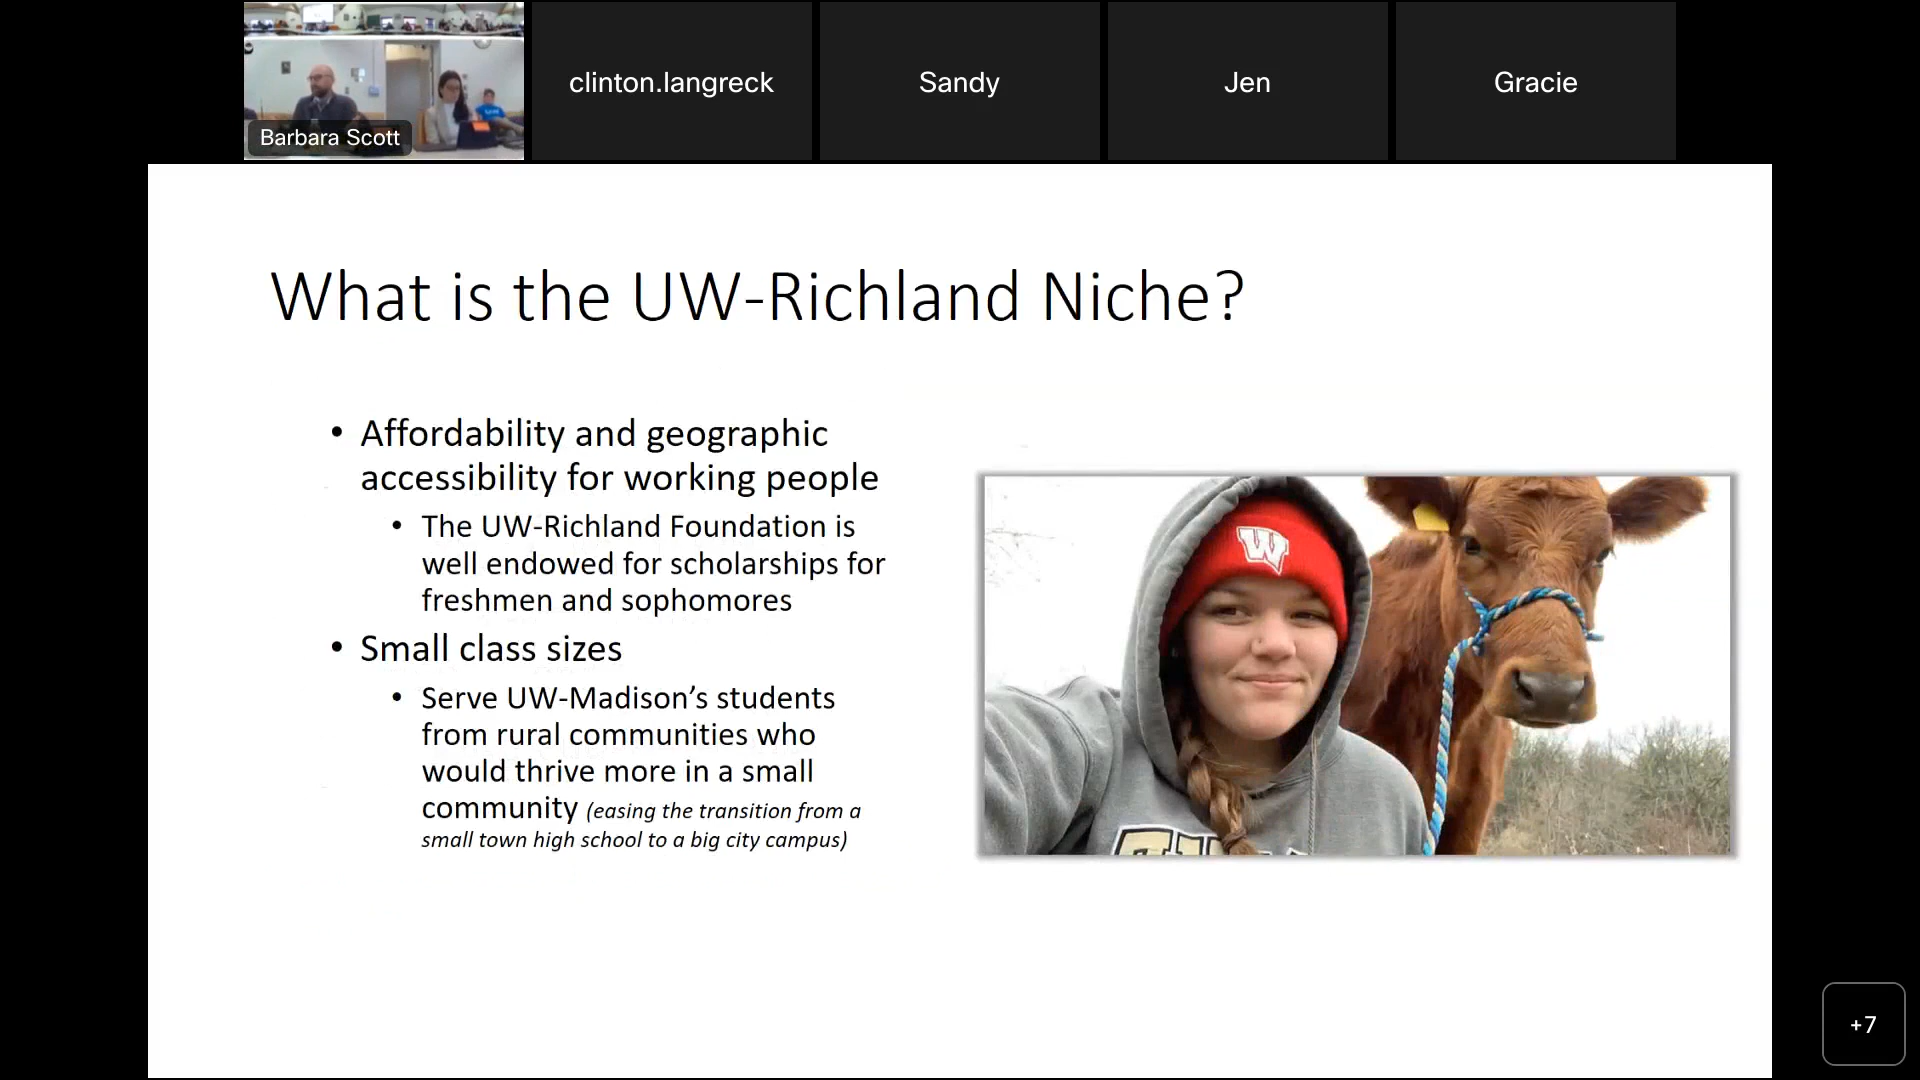 Barbara Scott
clinton.langreck
Sandy
Jen
Gracie
What is the UW-Richland Niche?
• Affordability and geographic
accessibility for working people
• The UW-Richland Foundation is
well endowed for scholarships for
freshmen and sophomores
• Small class sizes
• Serve UW-Madison’s students
from rural communities who
would thrive more in a small
community (easing the transition from a
small town high school to a big city campus)
W
+7